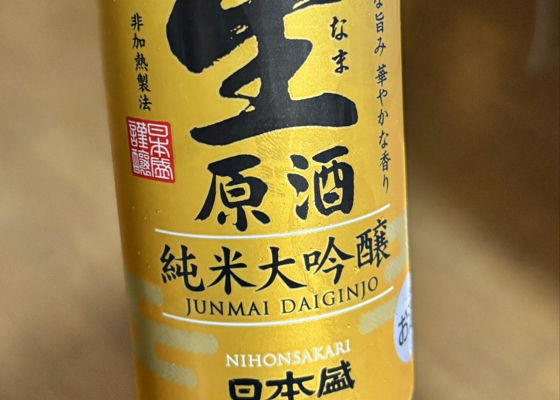 な旨み 華やかな香り
生
なま
非加熱製法
日本盛
謹醸
原酒
純米大吟醸
JUNMAI DAIGINJO
お
NIHONSAKARI
日本盛